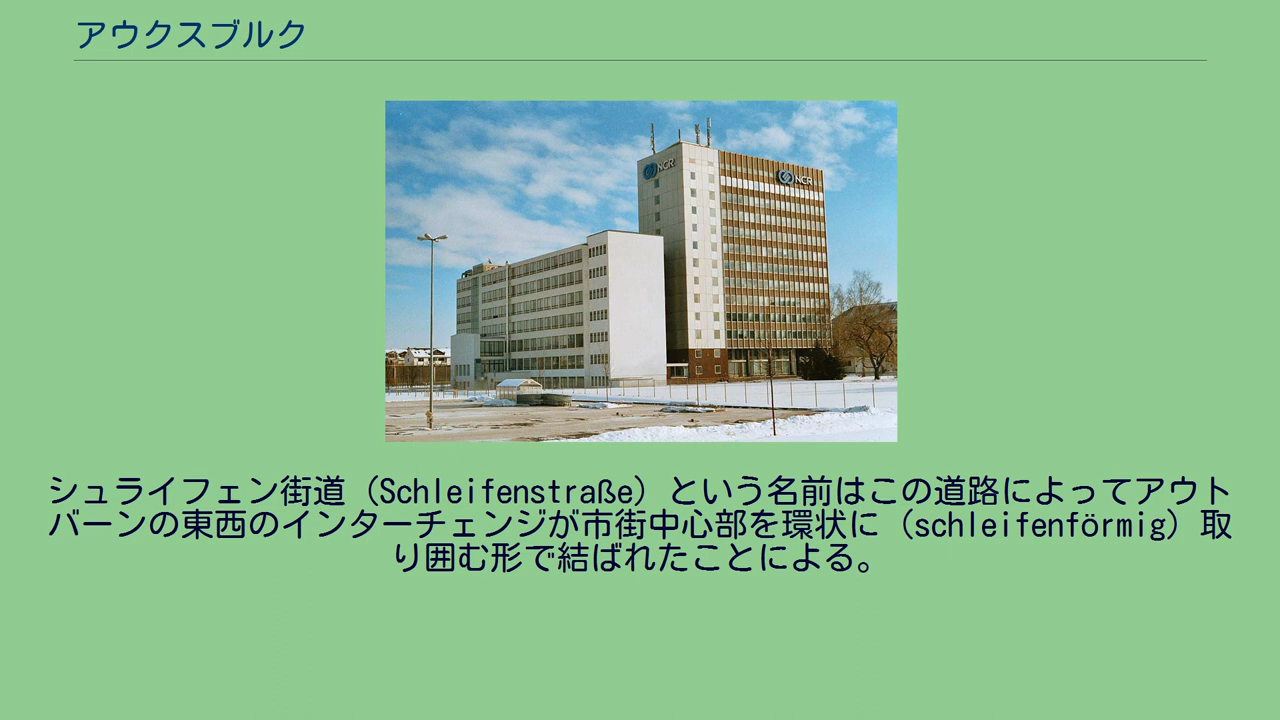 アウクスブルク
NCR
NCR
シュライフェン街道（Schleifenstraße）という名前はこの道路によってアウト
バーンの東西のインターチェンジが市街中心部を環状に（schleifenförmig）取
り囲む形で結ばれたことによる。